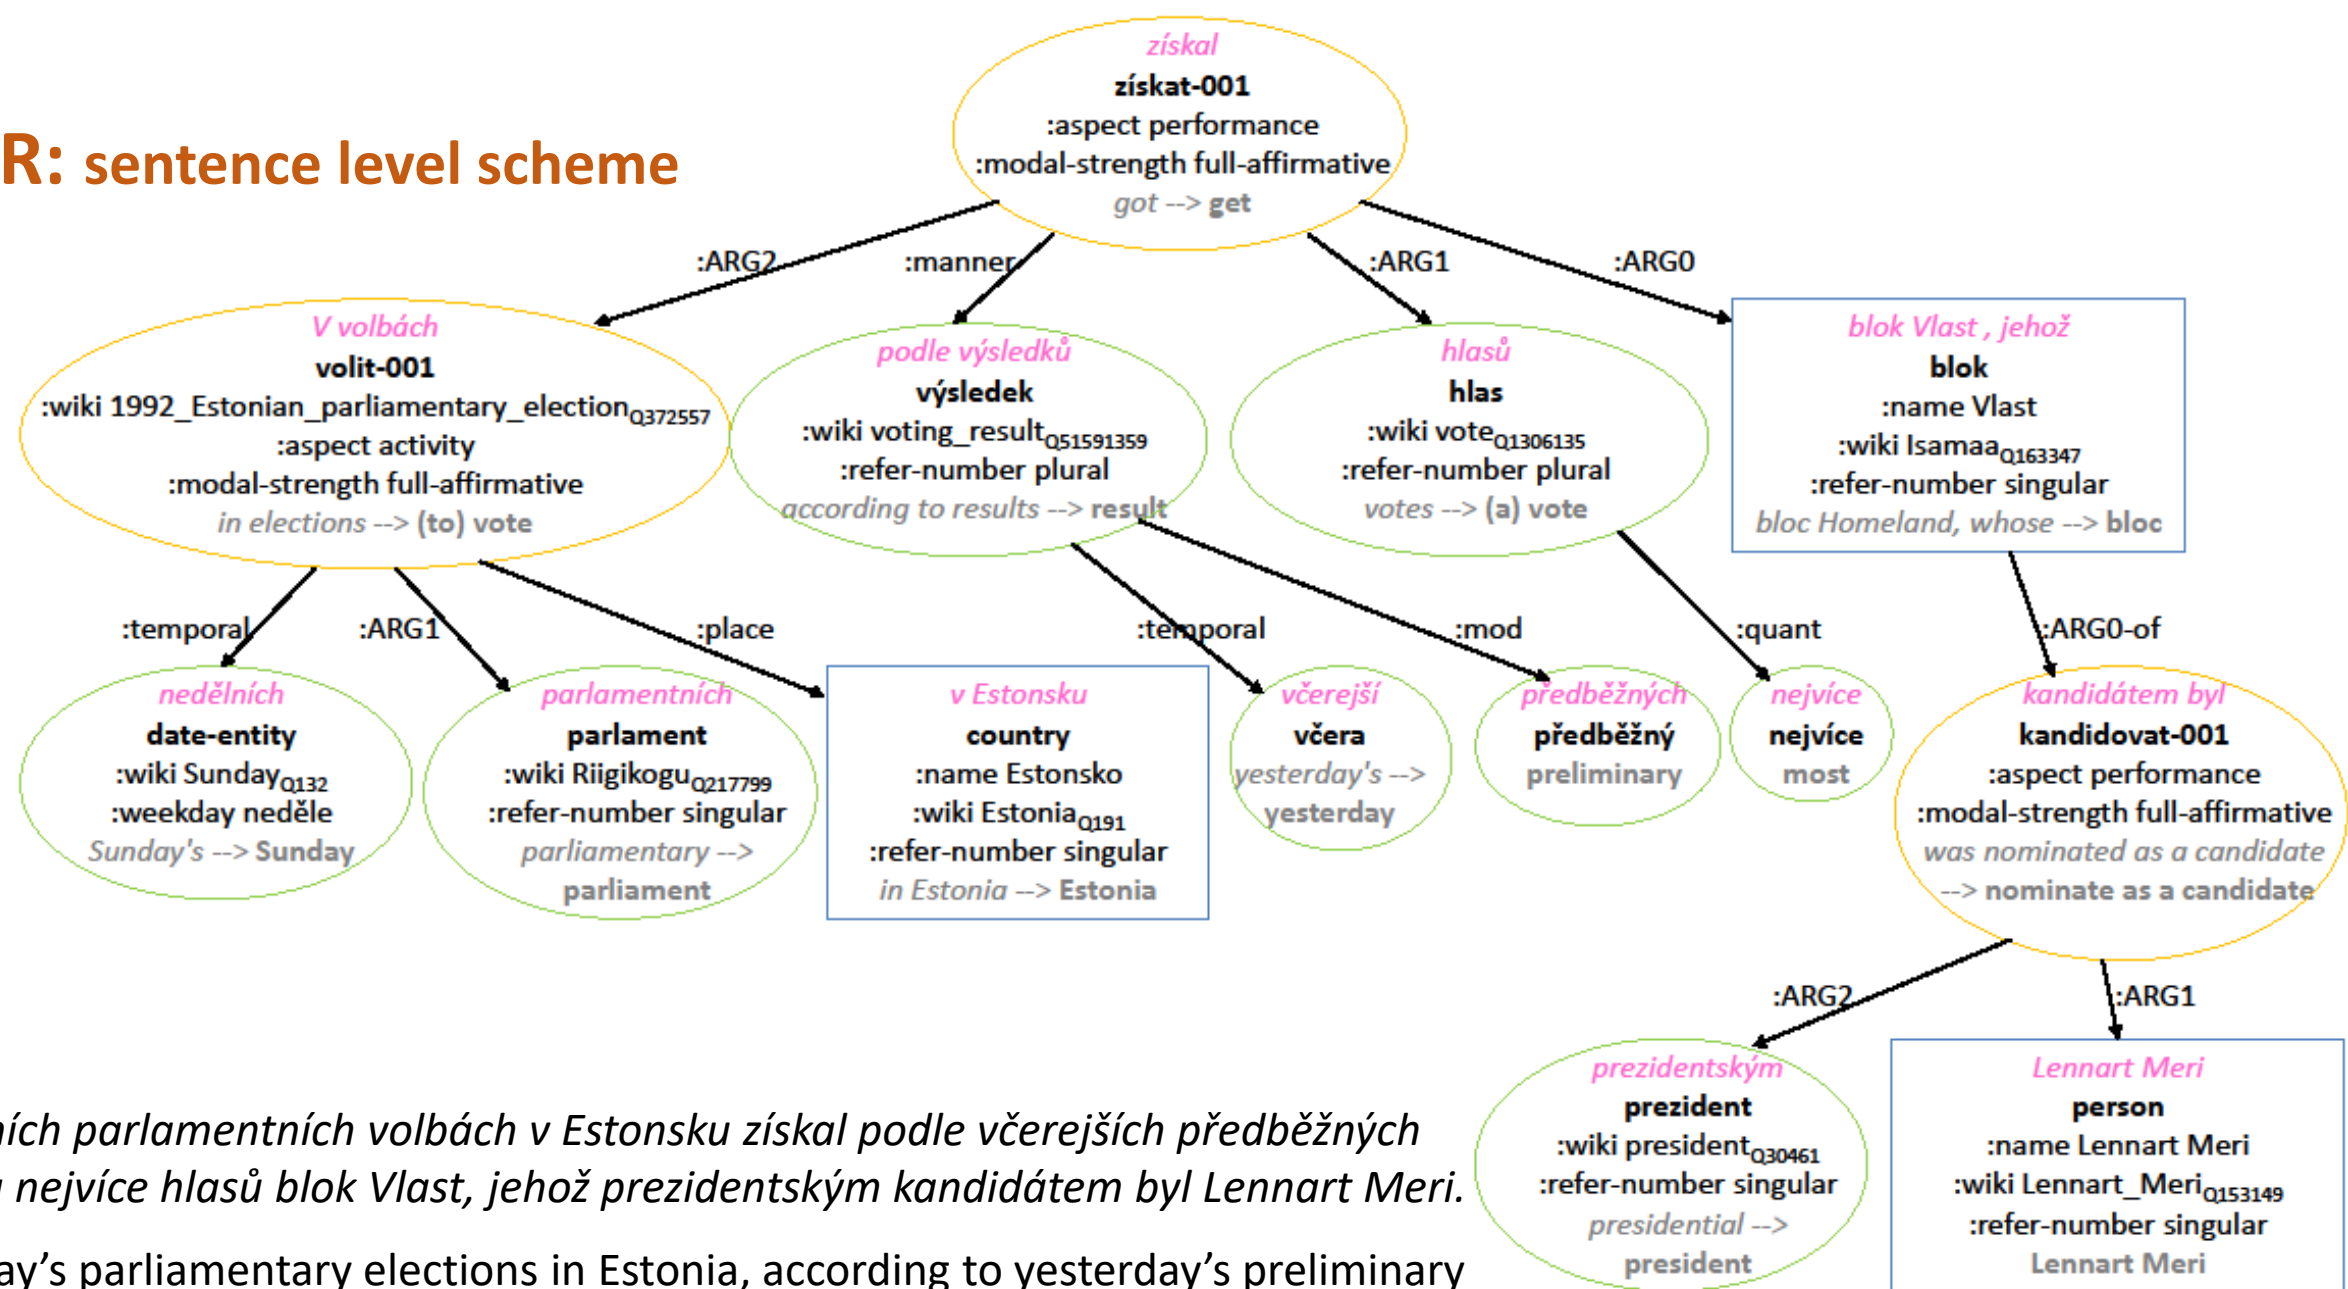 R: sentence level scheme
získal
získat-001
:aspect performance
:modal-strength full-affirmative
got --> get
:ARG2
:manner
:ARG1
:ARG0
V volbách
volit-001
:wiki 1992_Estonian_parliamentary_electionQ372557
:aspect activity
:modal-strength full-affirmative
in elections --> (to) vote
podle výsledků
výsledek
:wiki voting_resultQ51591359
:refer-number plural
according to results --> result
hlasů
hlas
:wiki voteQ1306135
:refer-number plural
votes --> (a) vote
blok Vlast , jehož
blok
:name Vlast
:wiki IsamaaQ163347
:refer-number singular
bloc Homeland, whose --> bloc
:temporal
:ARG1
:place
:temporal
:mod
:quant
:ARG0-of
nedělních
date-entity
:wiki SundayQ132
:weekday neděle
Sunday's --> Sunday
parlamentních
parlament
:wiki RiigikoguQ217799
:refer-number singular
parliamentary -->
parliament
v Estonsku
country
:name Estonsko
:wiki EstoniaQ191
:refer-number singular
in Estonia --> Estonia
včerejší
včera
yesterday's -->
yesterday
předběžných
předběžný
preliminary
nejvíce
nejvíce
most
kandidátem byl
kandidovat-001
:aspect performance
:modal-strength full-affirmative
was nominated as a candidate
--> nominate as a candidate
:ARG2
:ARG1
prezidentským
prezident
:wiki presidentQ30461
:refer-number singular
presidential -->
president
Lennart Meri
person
:name Lennart Meri
:wiki Lennart_MeriQ153149
:refer-number singular
Lennart Meri
ních parlamentních volbách v Estonsku získal podle včerejších předběžných
nejvíce hlasů blok Vlast, jehož prezidentským kandidátem byl Lennart Meri.
ay’s parliamentary elections in Estonia, according to yesterday’s preliminary